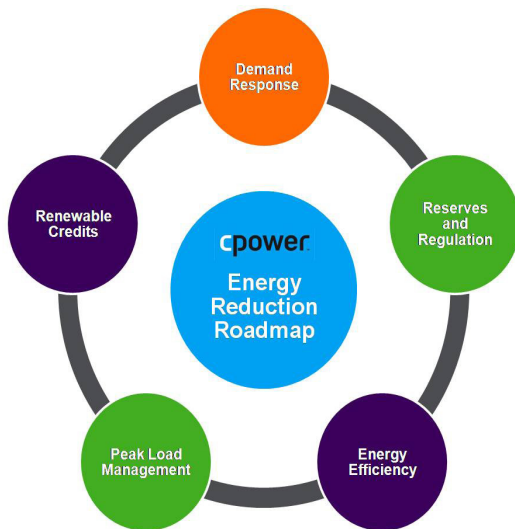 Demand
Response
Renewable
Credits
Reserves
and
Regulation
cpower
Energy
Reduction
Roadmap
Peak Load
Management
Energy
Efficiency